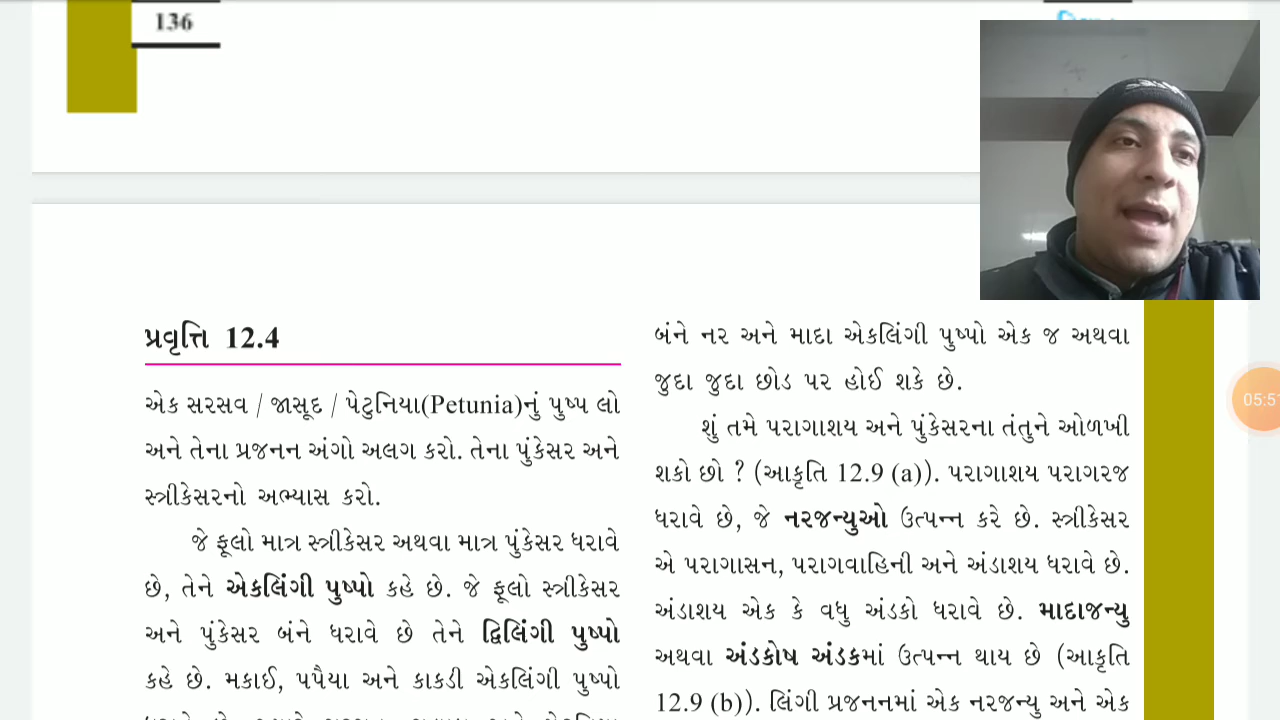 136
પ્રવૃત્તિ 12.4
એક સરસવ / જાસૂદ / પેટુનિયા(Petunia)નું પુષ્પ લો
અને તેના પ્રજનન અંગો અલગ કરો. તેના પુંકેસર અને
સ્ત્રીકેસરનો અભ્યાસ કરો.
જે ફૂલો માત્ર સ્ત્રીકેસર અથવા માત્ર પુંકેસર ધરાવે
છે, તેને એકલિંગી પુષ્પો કહે છે. જે ફૂલો સ્ત્રીકેસર
અને પુંકેસર બંને ધરાવે છે તેને દ્વિલિંગી પુષ્પો
કહે છે. મકાઈ, પપૈયા અને કાકડી એકલિંગી પુષ્પો
બંને નર અને માદા એકલિંગી પુષ્પો એક જ અથવા
જુદા જુદા છોડ પર હોઈ શકે છે.
શું તમે પરાગાશય અને પુંકેસરના તંતુને ઓળખી
શકો છો ? (આકૃતિ 12.9 (a)). પરાગાશય પરાગરજ
ધરાવે છે, જે નરજન્યુઓ ઉત્પન્ન કરે છે. સ્ત્રીકેસર
એ પરાગાસન, પરાગવાહિની અને અંડાશય ધરાવે છે.
અંડાશય એક કે વધુ અંડકો ધરાવે છે. માદાજન્યુ
અથવા અંડકોષ અંડકમાં ઉત્પન્ન થાય છે (આકૃતિ
12.9 (b)). લિંગી પ્રજનનમાં એક નરજન્યુ અને એક
05:51